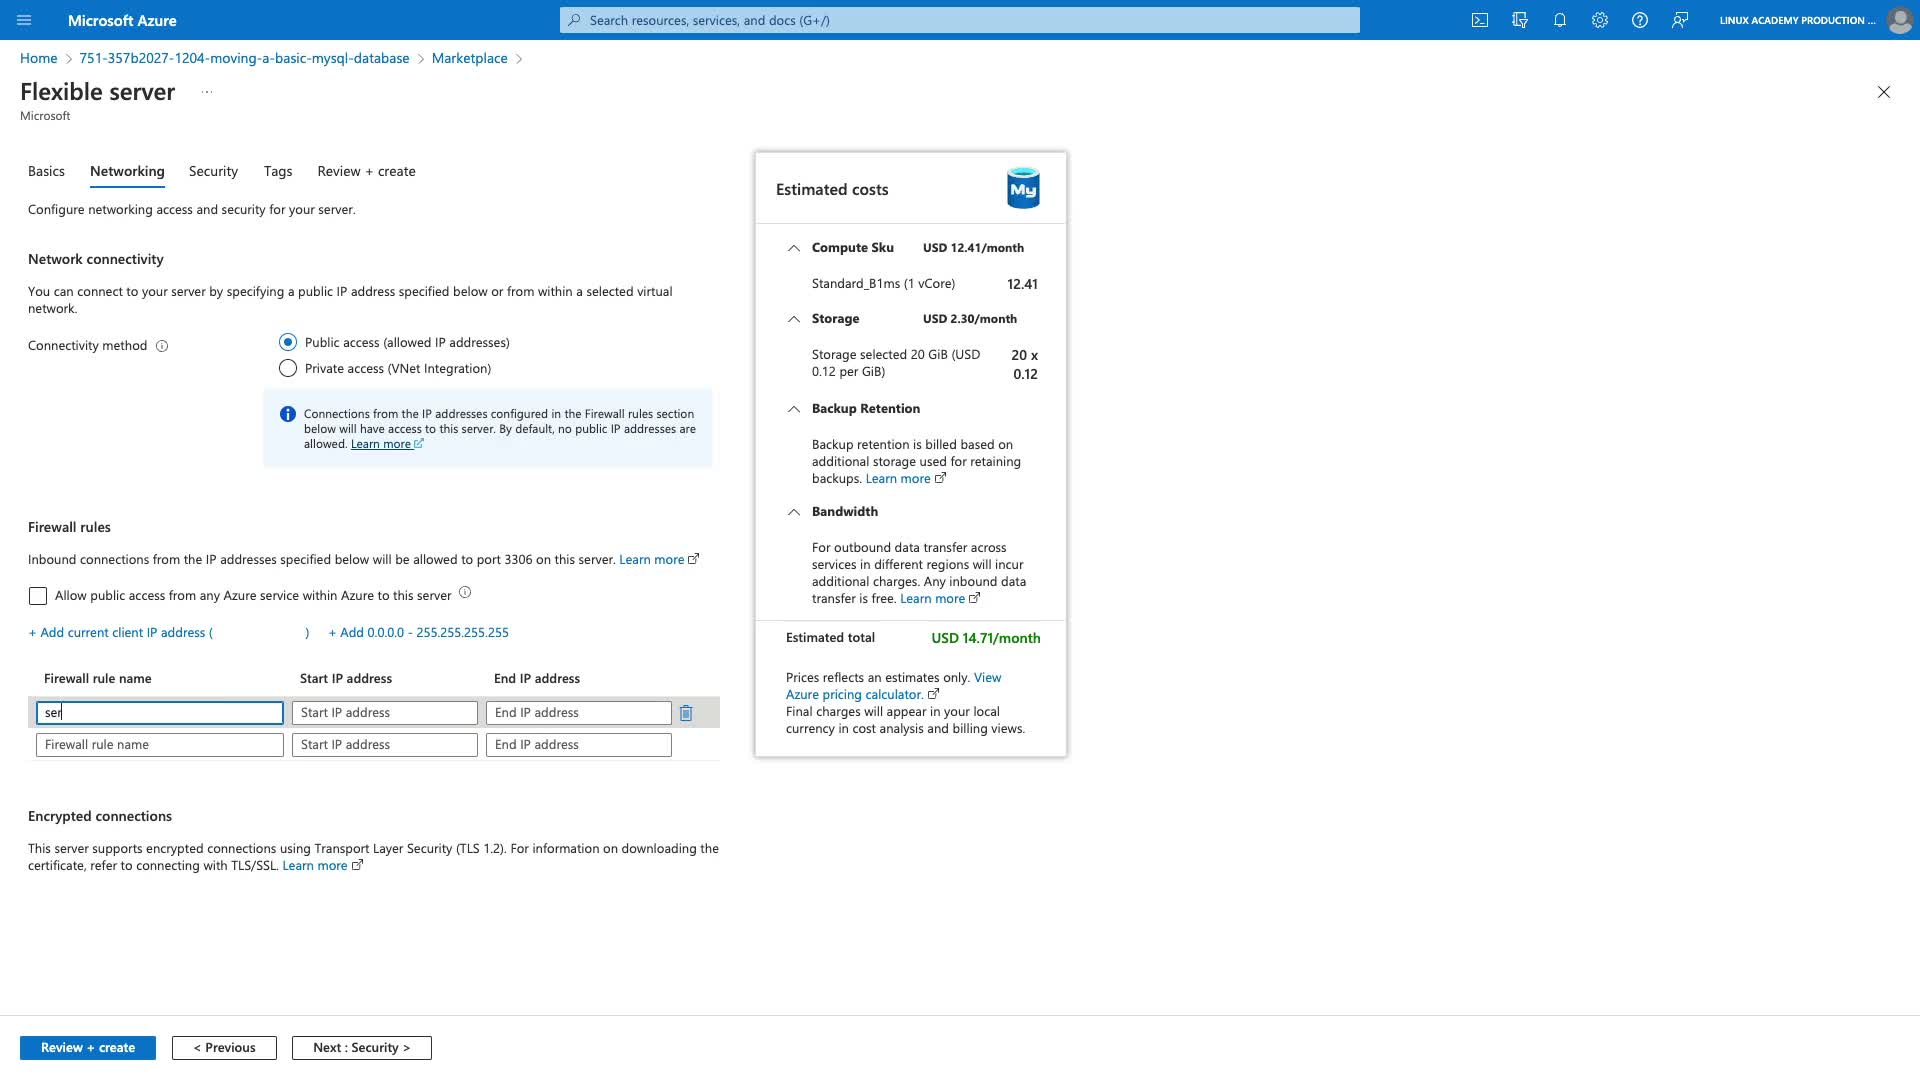 Microsoft Azure
Search resources, services, and docs (G+/)
LINUX ACADEMY PRODUCTION ...
Home > 751-357b2027-1204-moving-a-basic-mysql-database > Marketplace >
Flexible server ...
Microsoft
Basics Networking Security Tags Review + create
Configure networking access and security for your server.
Network connectivity
You can connect to your server by specifying a public IP address specified below or from within a selected virtual
network.
Connectivity method
Public access (allowed IP addresses)
Private access (VNet Integration)
Connections from the IP addresses configured in the Firewall rules section
below will have access to this server. By default, no public IP addresses are
allowed. Learn more
Firewall rules
Inbound connections from the IP addresses specified below will be allowed to port 3306 on this server. Learn more
Allow public access from any Azure service within Azure to this server
+ Add current client IP address ( ) + Add 0.0.0.0 - 255.255.255.255
Firewall rule name Start IP address End IP address
ser Start IP address End IP address
Firewall rule name Start IP address End IP address
Encrypted connections
This server supports encrypted connections using Transport Layer Security (TLS 1.2). For information on downloading the
certificate, refer to connecting with TLS/SSL. Learn more
Estimated costs
My
Compute Sku USD 12.41/month
Standard_B1ms (1 vCore) 12.41
Storage USD 2.30/month
Storage selected 20 GiB (USD 20 x
0.12 per GiB) 0.12
Backup Retention
Backup retention is billed based on
additional storage used for retaining
backups. Learn more
Bandwidth
For outbound data transfer across
services in different regions will incur
additional charges. Any inbound data
transfer is free. Learn more
Estimated total USD 14.71/month
Prices reflect​s an estimates only. View
Azure pricing calculator.
Final charges will appear in your local
currency in cost analysis and billing views.
Review + create < Previous Next : Security >